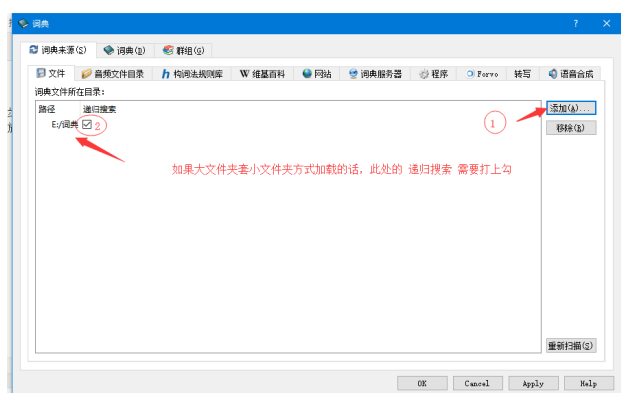 词典
词典来源(S) 词典(D) 群组(G)
文件 音频文件目录 构词法规则库 维基百科 网站 词典服务器 程序 Forvo 转写 语音合成
词典文件所在目录:
路径 递归搜索
添加(A)...
E:/词典 2
1
移除(R)
如果大文件夹套小文件夹方式加载的话，此处的 递归搜索 需要打上勾
重新扫描(S)
OK Cancel Apply Help